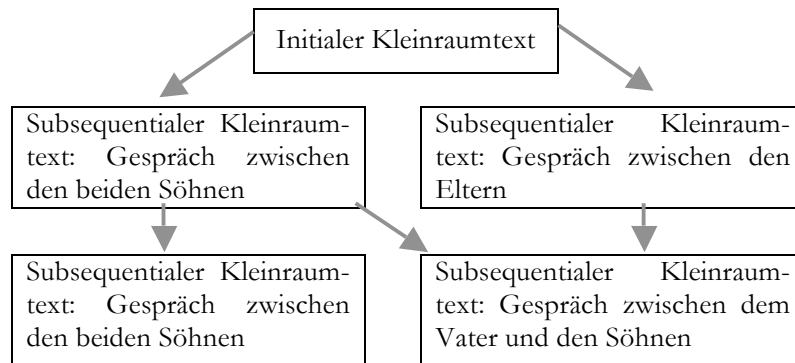 Initialer Kleinraumtext
Subsequentialer Kleinraum-
text: Gespräch zwischen
den beiden Söhnen
Subsequentialer Kleinraum-
text: Gespräch zwischen den
Eltern
Subsequentialer Kleinraum-
text: Gespräch zwischen
den beiden Söhnen
Subsequentialer Kleinraum-
text: Gespräch zwischen dem
Vater und den Söhnen